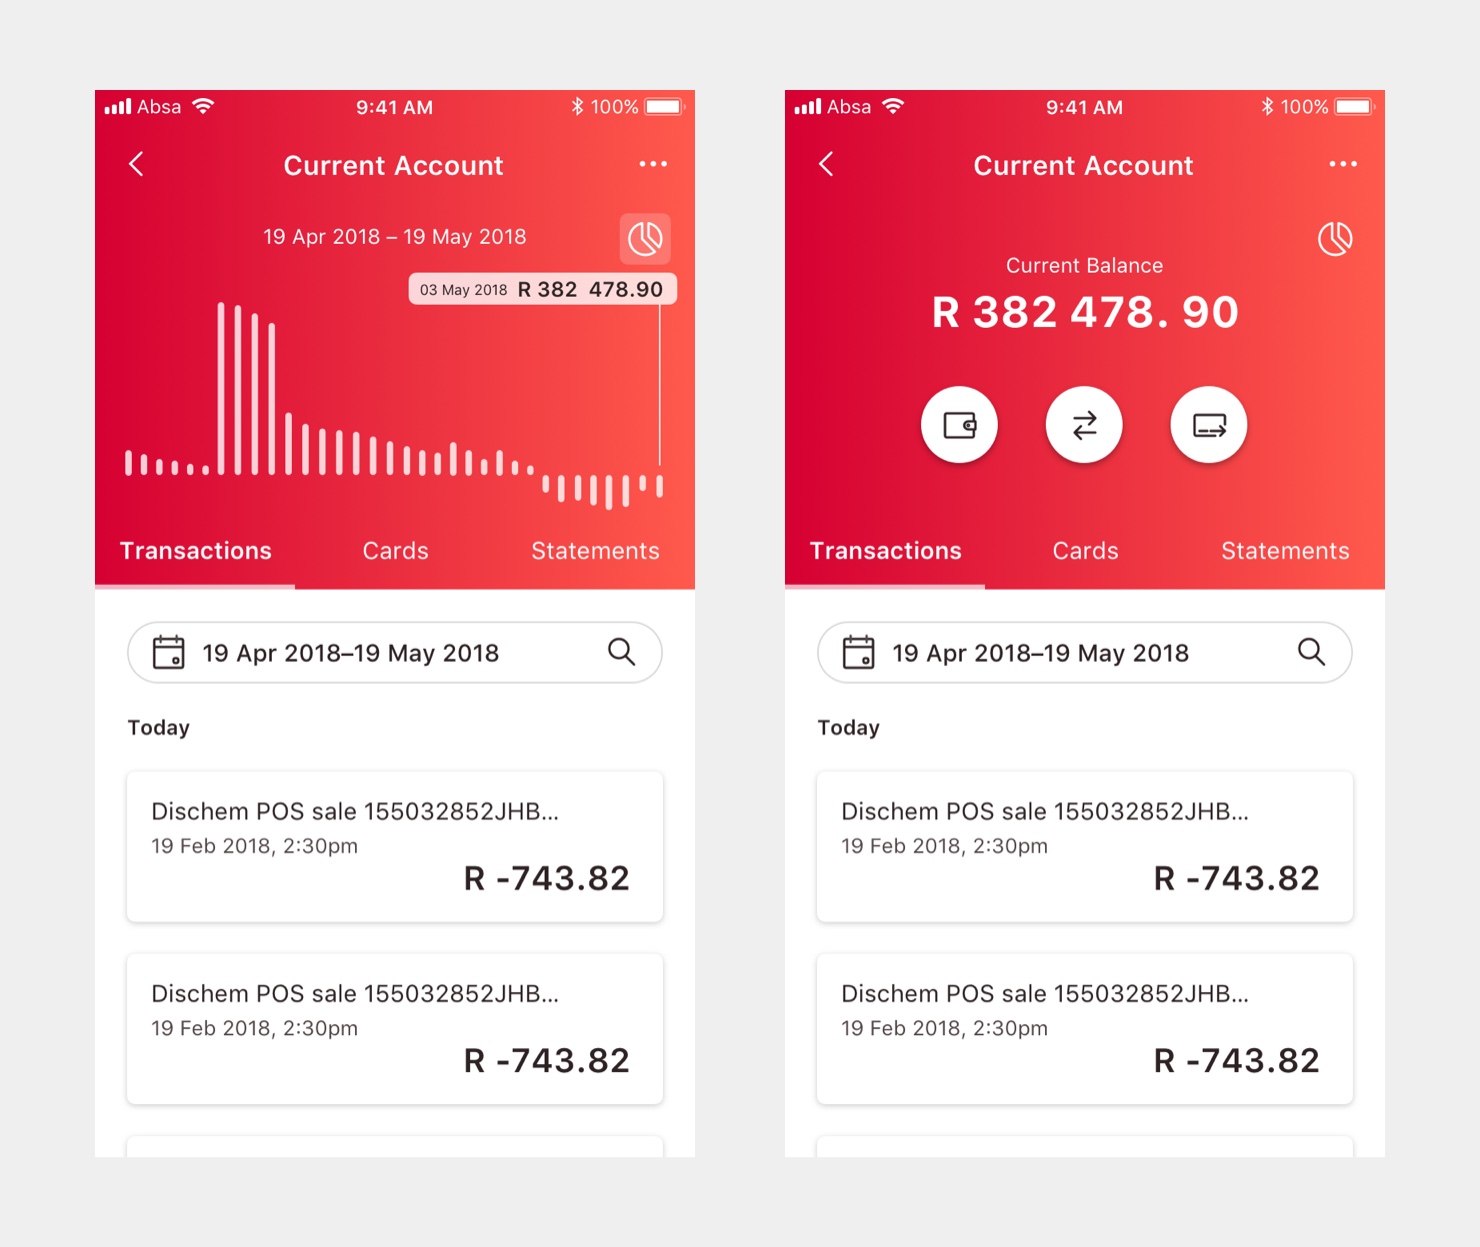 Absa 9:41 AM 100%
Current Account
19 Apr 2018 – 19 May 2018
03 May 2018 R 382 478.90
Transactions Cards Statements
19 Apr 2018–19 May 2018
Today
Dischem POS sale 155032852JHB...
19 Feb 2018, 2:30pm
R -743.82
Dischem POS sale 155032852JHB...
19 Feb 2018, 2:30pm
R -743.82
Absa 9:41 AM 100%
Current Account
Current Balance
R 382 478. 90
Transactions Cards Statements
19 Apr 2018–19 May 2018
Today
Dischem POS sale 155032852JHB...
19 Feb 2018, 2:30pm
R -743.82
Dischem POS sale 155032852JHB...
19 Feb 2018, 2:30pm
R -743.82